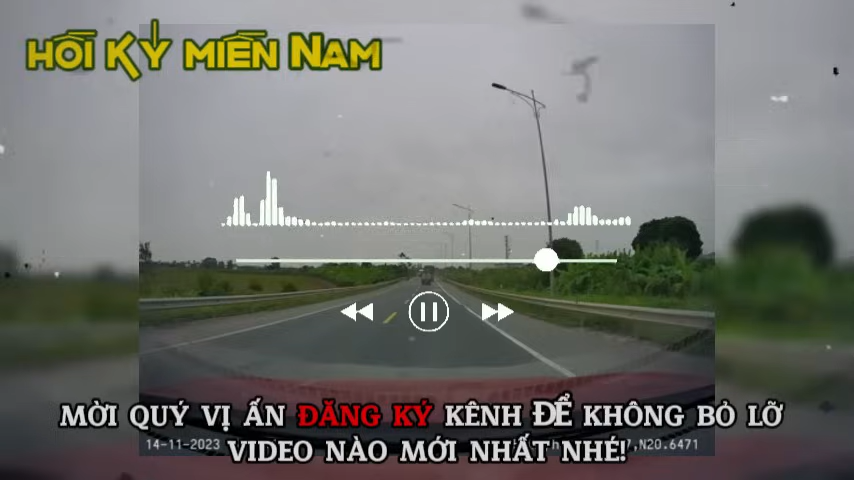 Hồi Ký Miền Nam
MỜI QUÝ VỊ ẤN ĐĂNG KÝ KÊNH ĐỂ KHÔNG BỎ LỠ
14-11-2023
7,N20.6471
VIDEO NÀO MỚI NHẤT NHÉ!